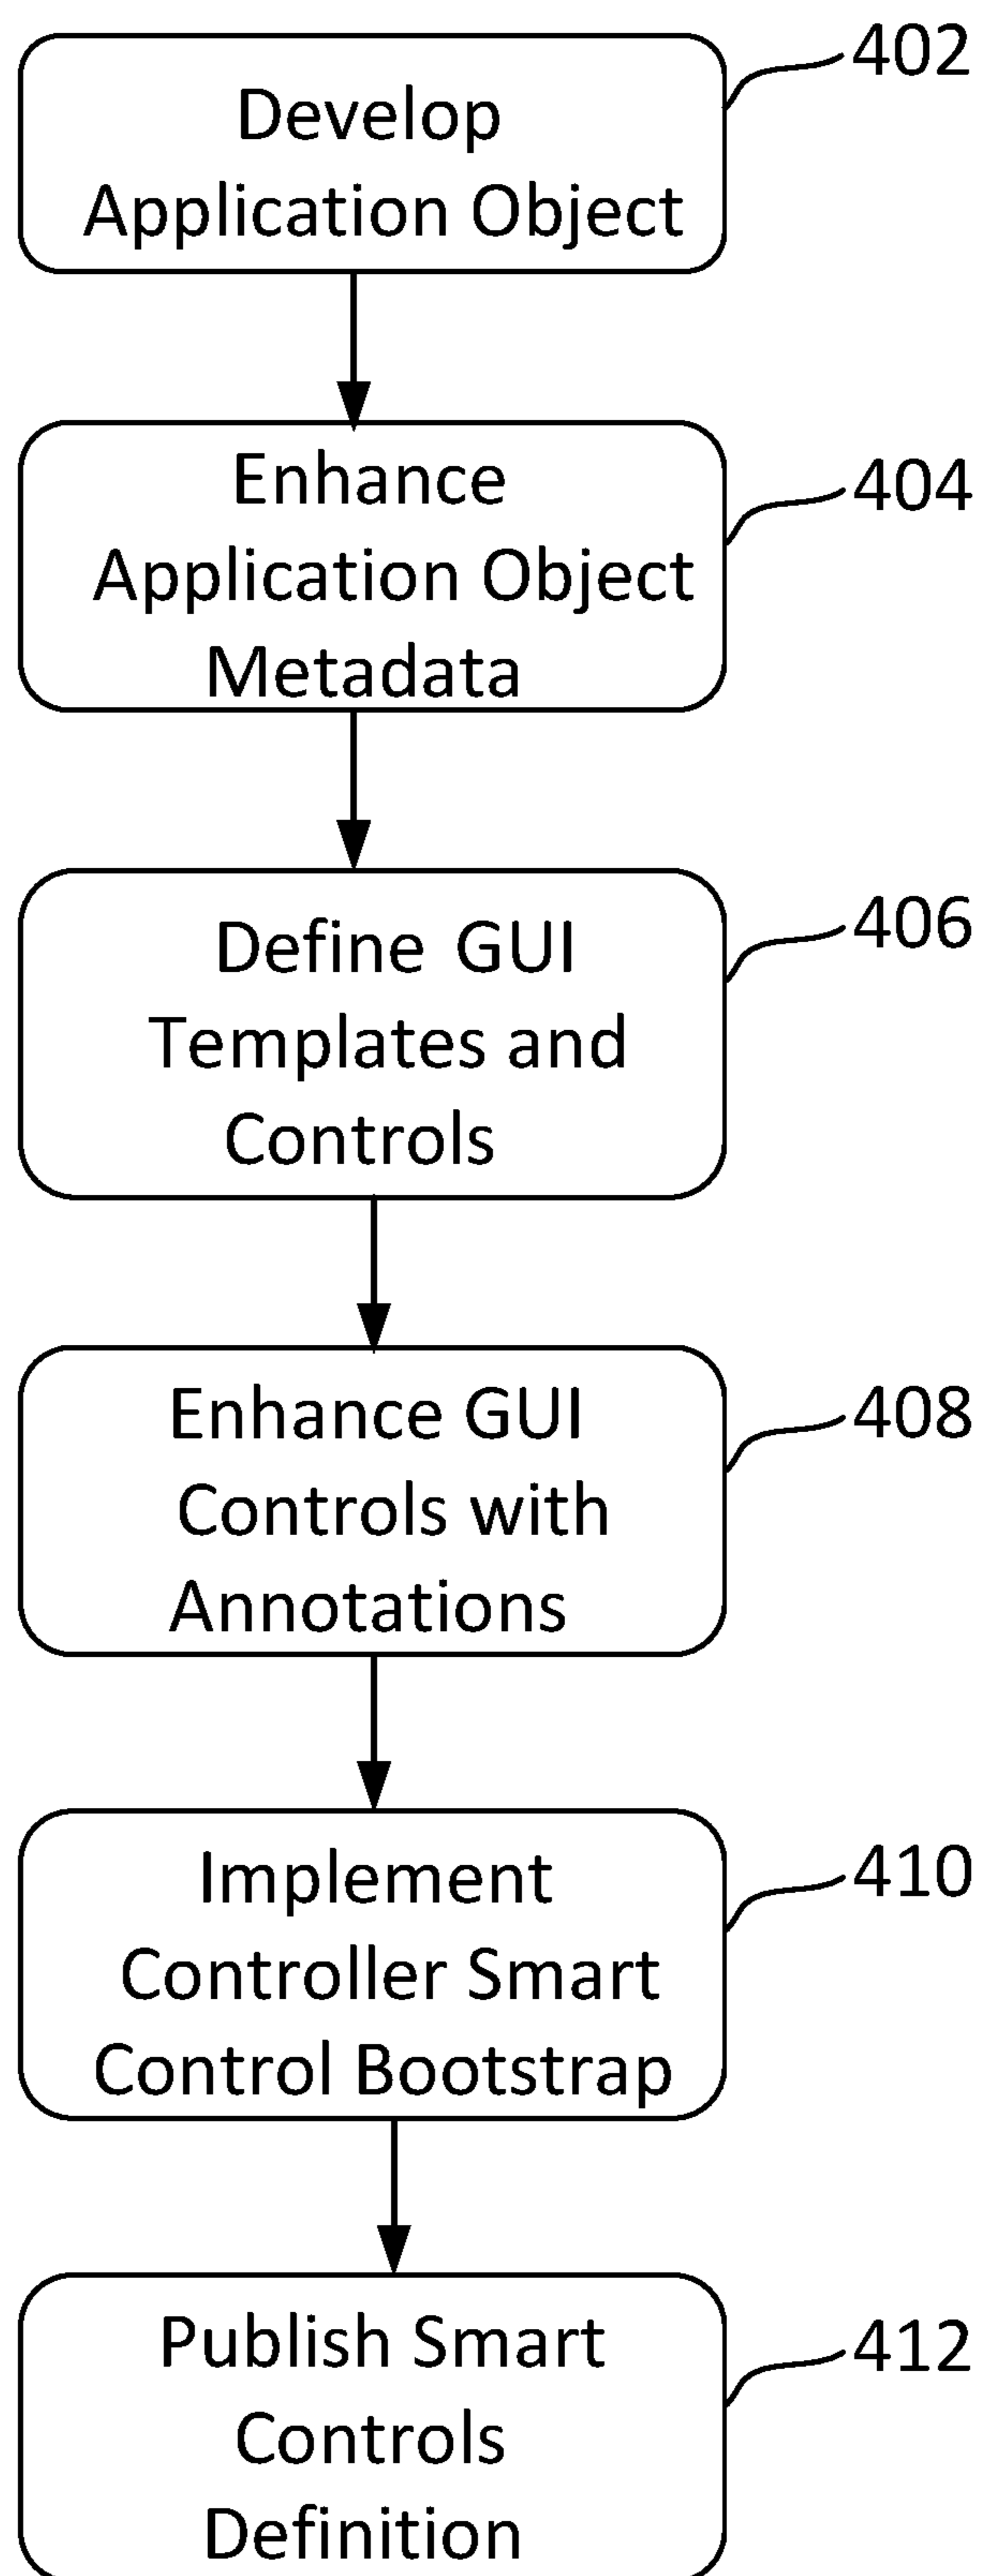 402
Develop
Application Object
404
Enhance
Application Object
Metadata
406
Define GUI
Templates and
Controls
408
Enhance GUI
Controls with
Annotations
410
Implement
Controller Smart
Control Bootstrap
412
Publish Smart
Controls
Definition